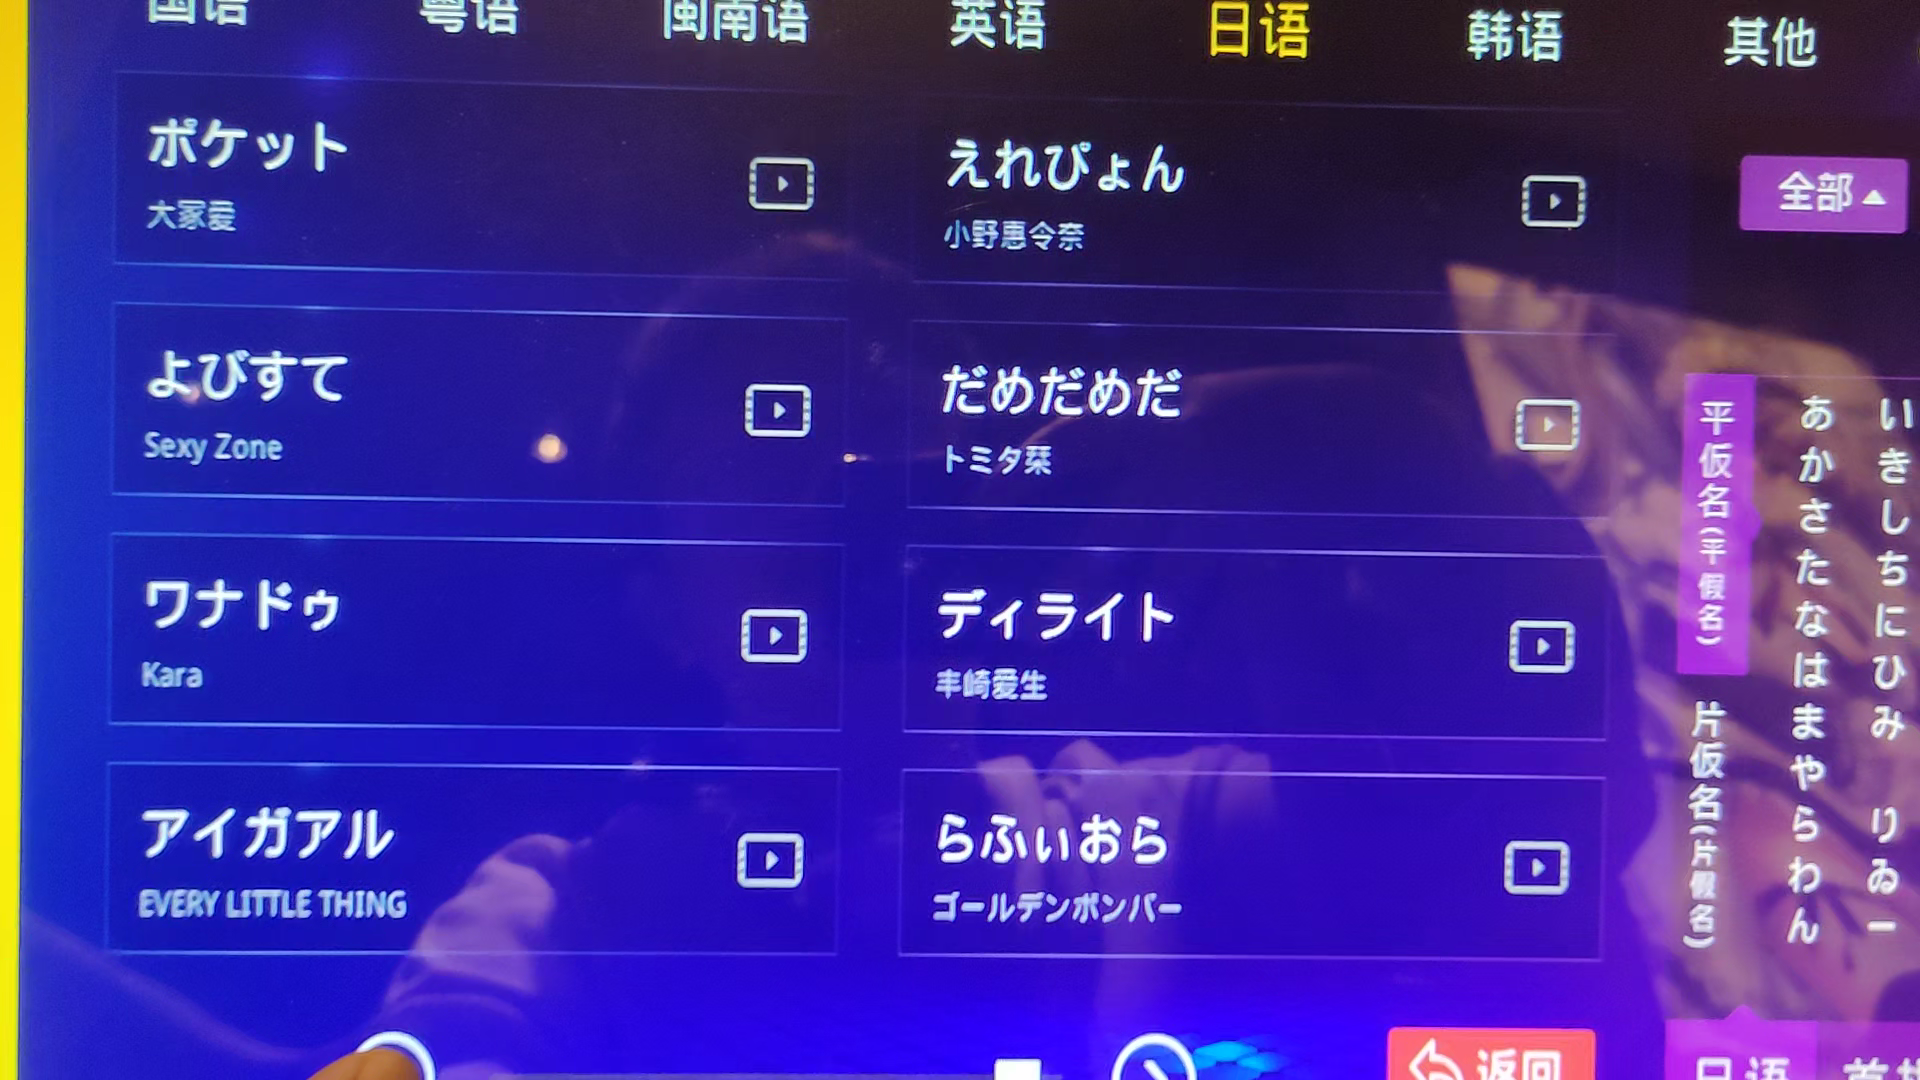 国语 粤语 闽南语 英语 日语 韩语 其他
ポケット
大冢爱
えれぴょん
小野惠令奈
全部
よびすて
Sexy Zone
だめだめだ
トミタ栞
ワナドゥ
Kara
ディライト
丰崎爱生
アイガアル
EVERY LITTLE THING
らふぃおら
ゴールデンボンバー
平仮名(平假名)
片仮名(片假名)
あかさたなはまやらわん
いきしちにひみ りゐー
返回
日语